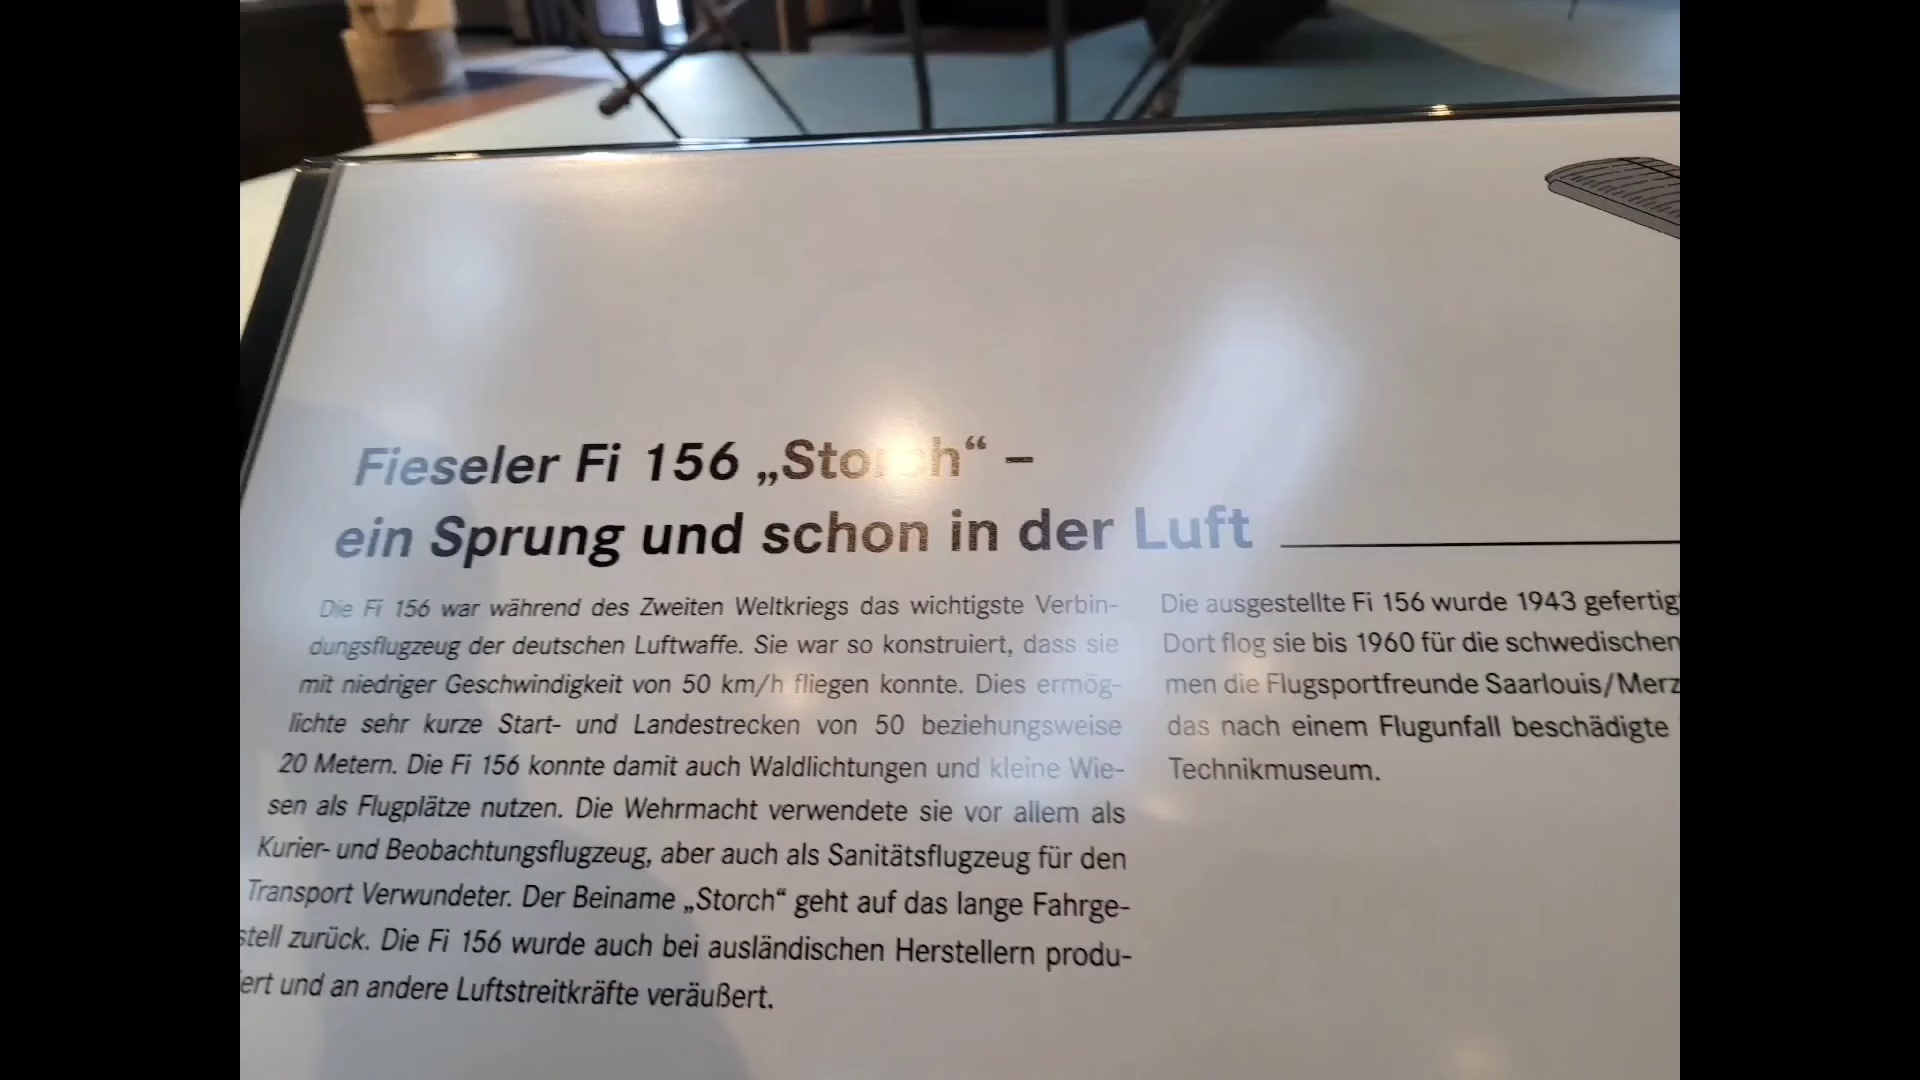 Fieseler Fi 156 „Storch“ –
ein Sprung und schon in der Luft
Die Fi 156 war während des Zweiten Weltkriegs das wichtigste Verbin-
dungsflugzeug der deutschen Luftwaffe. Sie war so konstruiert, dass sie
mit niedriger Geschwindigkeit von 50 km/h fliegen konnte. Dies ermög-
lichte sehr kurze Start- und Landestrecken von 50 beziehungsweise
20 Metern. Die Fi 156 konnte damit auch Waldlichtungen und kleine Wie-
sen als Flugplätze nutzen. Die Wehrmacht verwendete sie vor allem als
Kurier- und Beobachtungsflugzeug, aber auch als Sanitätsflugzeug für den
Transport Verwundeter. Der Beiname „Storch“ geht auf das lange Fahrge-
stell zurück. Die Fi 156 wurde auch bei ausländischen Herstellern produ-
ert und an andere Luftstreitkräfte veräußert.
Die ausgestellte Fi 156 wurde 1943 gefertig
Dort flog sie bis 1960 für die schwedischen
men die Flugsportfreunde Saarlouis/Merz
das nach einem Flugunfall beschädigte
Technikmuseum.